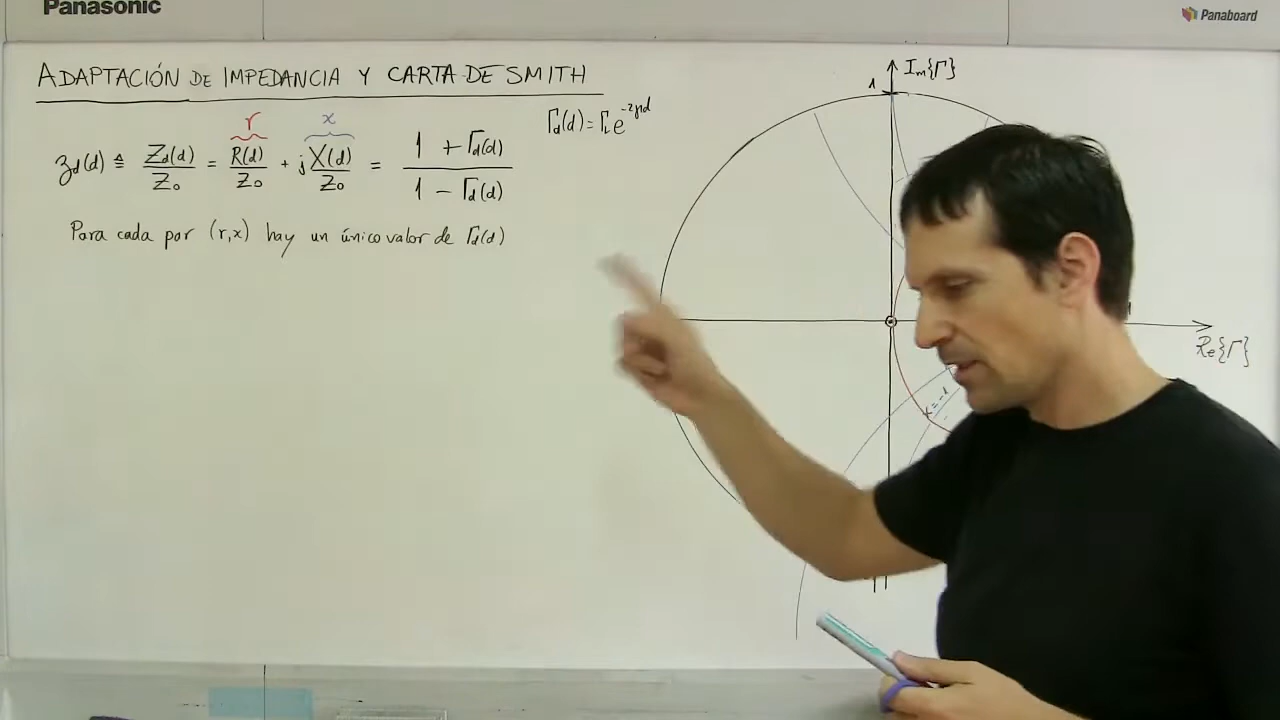 Panasonic
Panaboard
ADAPTACIÓN DE IMPEDANCIA Y CARTA DE SMITH
Γd(d) = ΓL e^-2γd
r x
zd(d) ≜ Zd(d)/Z0 = R(d)/Z0 + j X(d)/Z0 = 1 + Γd(d) / 1 − Γd(d)
Para cada par (r,x) hay un único valor de Γd(d)
1 Im{Γ}
Re{Γ}
x=-1